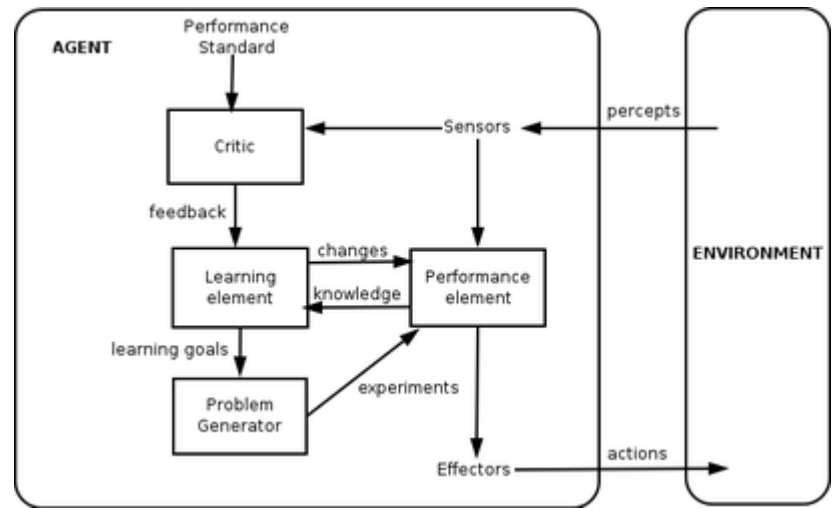 AGENT
Performance
Standard
percepts
Sensors
Critic
feedback
ENVIRONMENT
changes
Learning
element
knowledge
Performance
element
learning goals
experiments
Problem
Generator
Effectors
actions